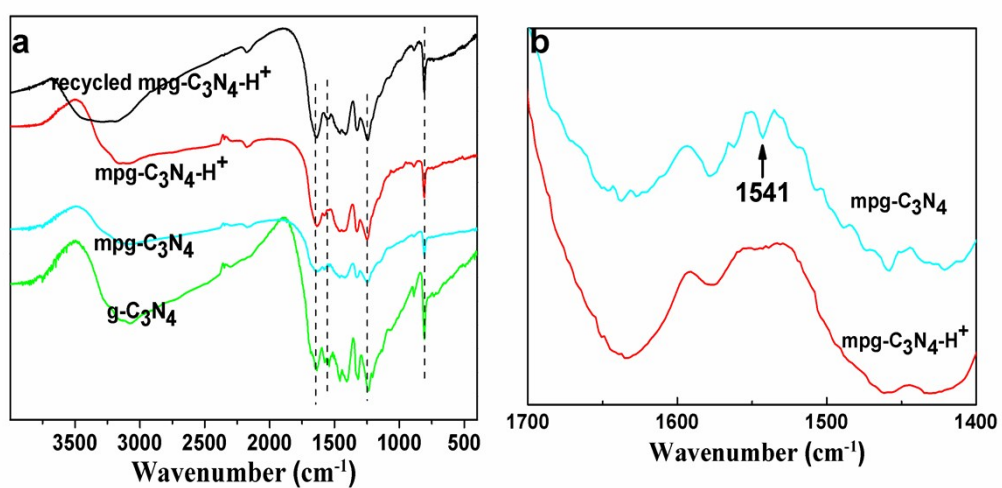 a
recycled mpg-C₃N₄-H⁺
mpg-C₃N₄-H⁺
mpg-C₃N₄
g-C₃N₄
3500 3000 2500 2000 1500 1000 500
Wavenumber (cm⁻¹)
b
1541
mpg-C₃N₄
mpg-C₃N₄-H⁺
1700 1600 1500 1400
Wavenumber (cm⁻¹)